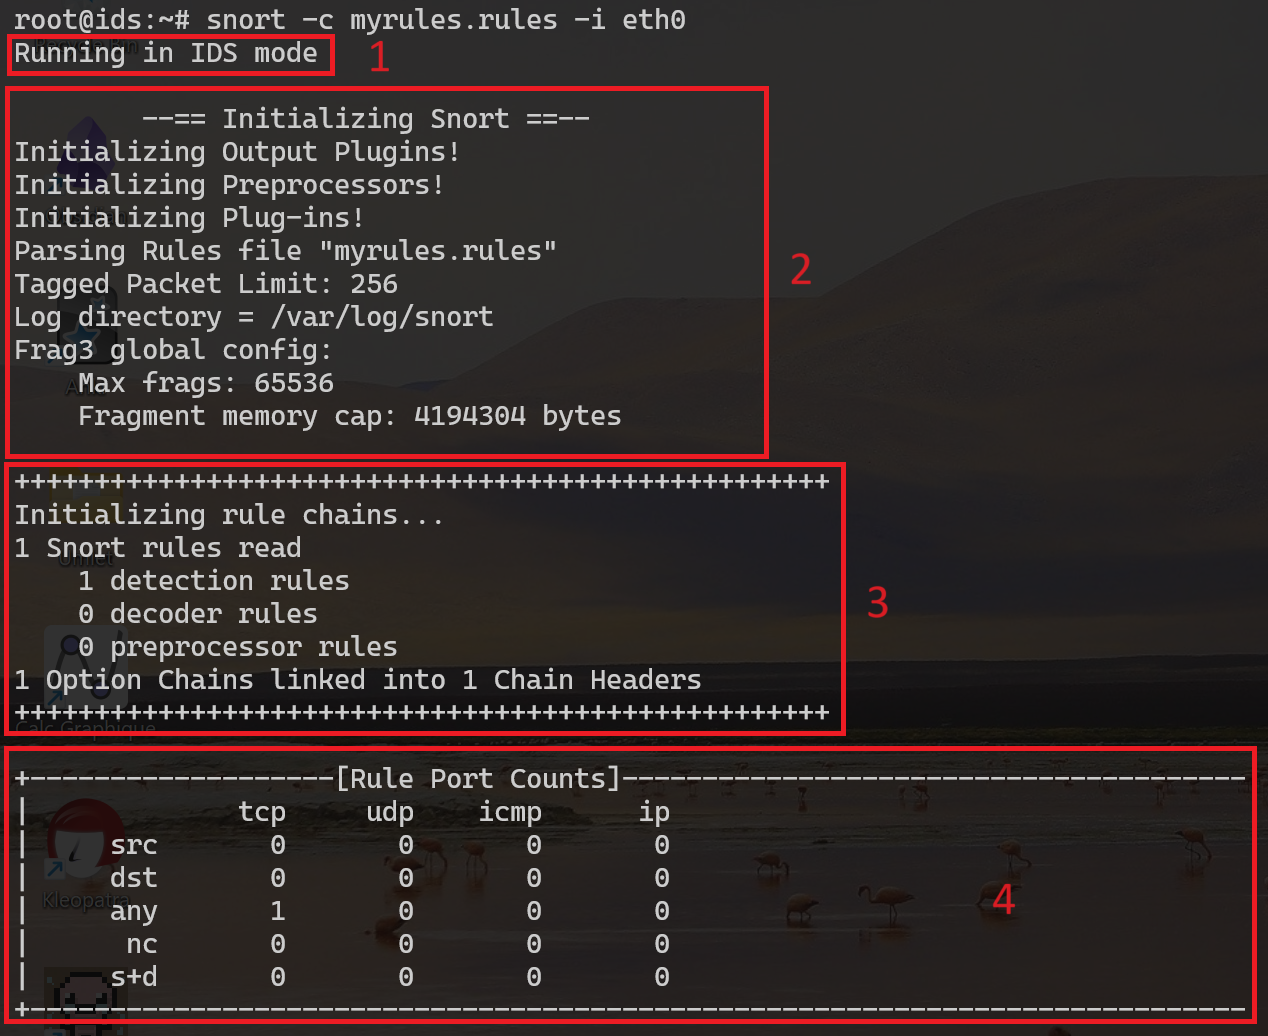 root@ids:~# snort -c myrules.rules -i eth0
Running in IDS mode
1
--== Initializing Snort ==--
Initializing Output Plugins!
Initializing Preprocessors!
Initializing Plug-ins!
Parsing Rules file "myrules.rules"
Tagged Packet Limit: 256
Log directory = /var/log/snort
Frag3 global config:
Max frags: 65536
Fragment memory cap: 4194304 bytes
2
+++++++++++++++++++++++++++++++++++++++++++++++++++
Initializing rule chains...
1 Snort rules read
1 detection rules
0 decoder rules
0 preprocessor rules
1 Option Chains linked into 1 Chain Headers
+++++++++++++++++++++++++++++++++++++++++++++++++++
3
Calc Graphique
+-------------------[Rule Port Counts]---------------------------------------
| tcp udp icmp ip
| src 0 0 0 0
| dst 0 0 0 0
| any 1 0 0 0
| nc 0 0 0 0
| s+d 0 0 0 0
+----------------------------------------------------------------------------
4
Kleopatra